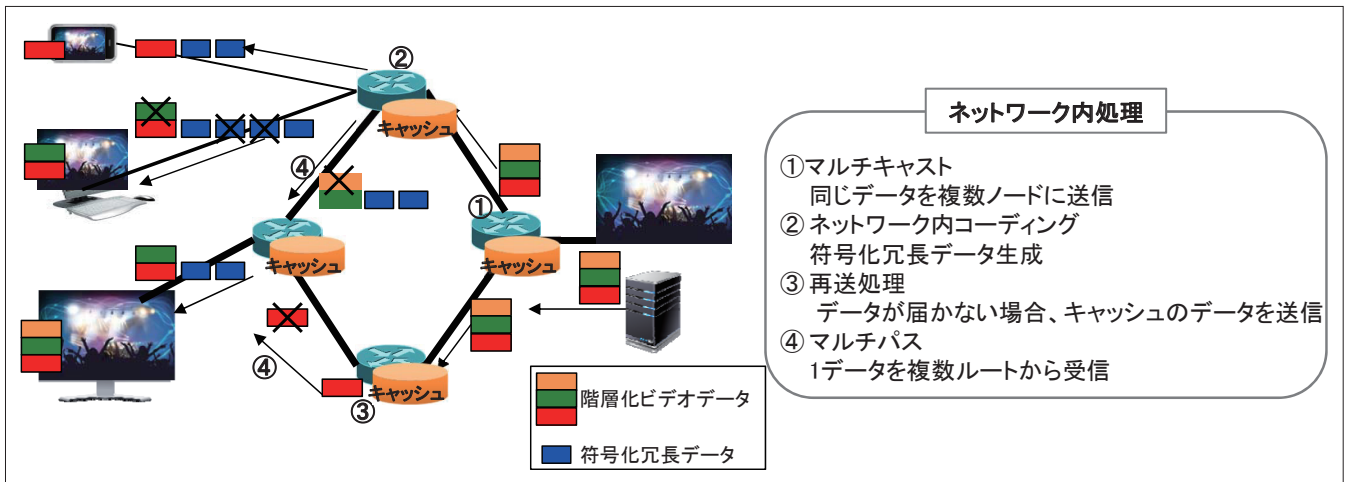 ②
キャッシュ
④
①
キャッシュ
キャッシュ
④
③
キャッシュ
階層化ビデオデータ
符号化冗長データ
ネットワーク内処理
①マルチキャスト
同じデータを複数ノードに送信
② ネットワーク内コーディング
符号化冗長データ生成
③ 再送処理
データが届かない場合、キャッシュのデータを送信
④ マルチパス
1データを複数ルートから受信